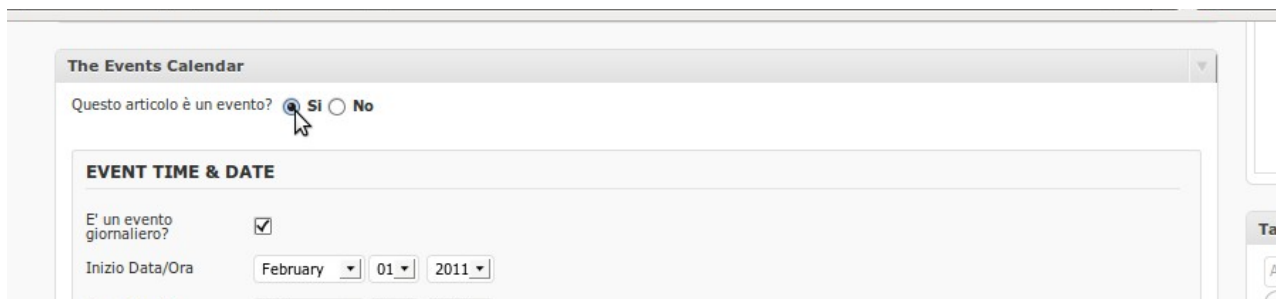 The Events Calendar
Questo articolo è un evento? Si No
EVENT TIME & DATE
E' un evento
giornaliero?
Inizio Data/Ora February 01 2011
Ta